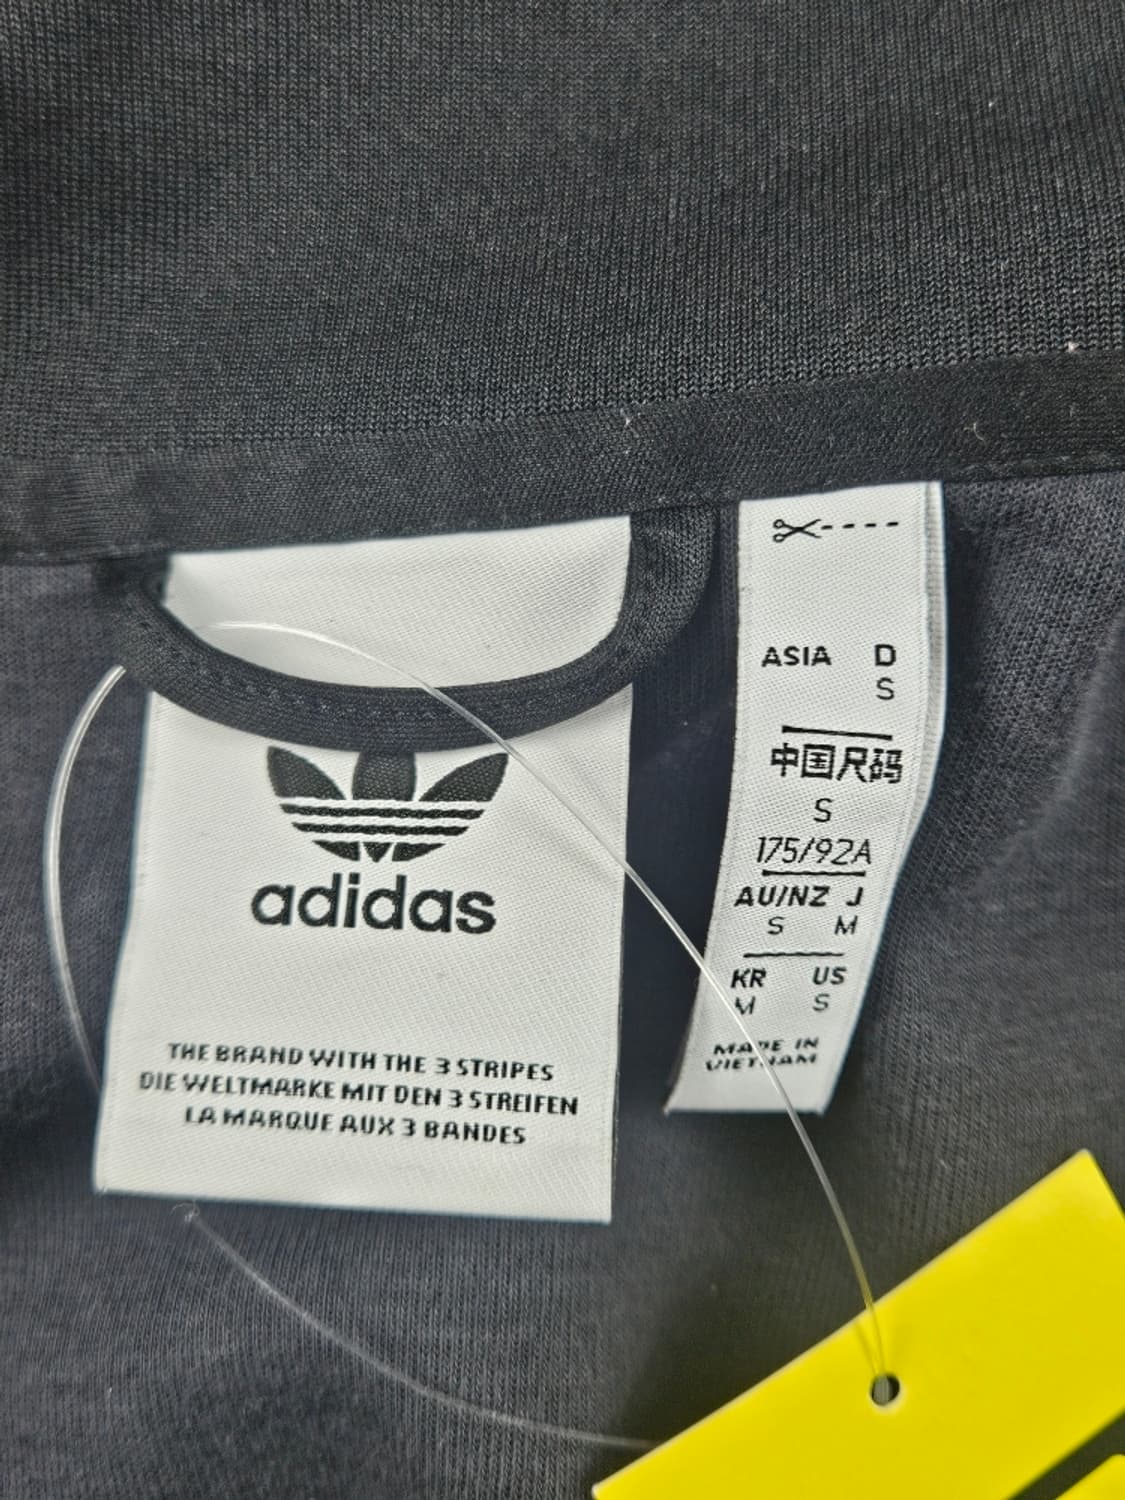 adidas
THE BRAND WITH THE 3 STRIPES
DIE WELTMARKE MIT DEN 3 STREIFEN
LA MARQUE AUX 3 BANDES
ASIA D
S
中国尺码
S
175/92A
AU/NZ J
S M
KR US
M S
MADE IN
VIETNAM